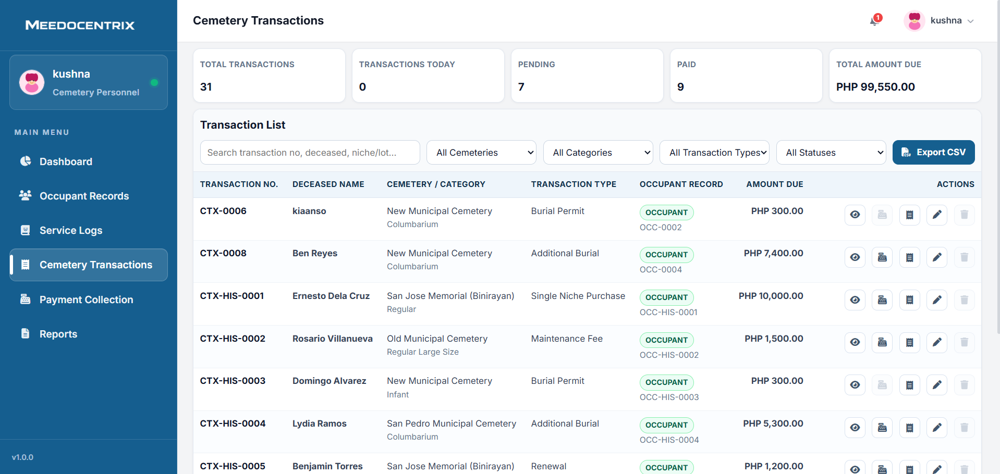 MEEDOCENTRIX
kushna
Cemetery Personnel
MAIN MENU
Dashboard
Occupant Records
Service Logs
Cemetery Transactions
Payment Collection
Reports
v1.0.0
Cemetery Transactions
1
kushna
TOTAL TRANSACTIONS
31
TRANSACTIONS TODAY
0
PENDING
7
PAID
9
TOTAL AMOUNT DUE
PHP 99,550.00
Transaction List
Search transaction no, deceased, niche/lot...
All Cemeteries
All Categories
All Transaction Types
All Statuses
CSV Export CSV
TRANSACTION NO. DECEASED NAME CEMETERY / CATEGORY TRANSACTION TYPE OCCUPANT RECORD AMOUNT DUE ACTIONS
CTX-0006 kiaanso New Municipal Cemetery Burial Permit OCCUPANT PHP 300.00
Columbarium OCC-0002
CTX-0008 Ben Reyes New Municipal Cemetery Additional Burial OCCUPANT PHP 7,400.00
Columbarium OCC-0004
CTX-HIS-0001 Ernesto Dela Cruz San Jose Memorial (Binirayan) Single Niche Purchase OCCUPANT PHP 10,000.00
Regular OCC-HIS-0001
CTX-HIS-0002 Rosario Villanueva Old Municipal Cemetery Maintenance Fee OCCUPANT PHP 1,500.00
Regular Large Size OCC-HIS-0002
CTX-HIS-0003 Domingo Alvarez New Municipal Cemetery Burial Permit OCCUPANT PHP 300.00
Infant OCC-HIS-0003
CTX-HIS-0004 Lydia Ramos San Pedro Municipal Cemetery Additional Burial OCCUPANT PHP 5,300.00
Columbarium OCC-HIS-0004
CTX-HIS-0005 Benjamin Torres San Jose Memorial (Binirayan) Renewal OCCUPANT PHP 1,200.00